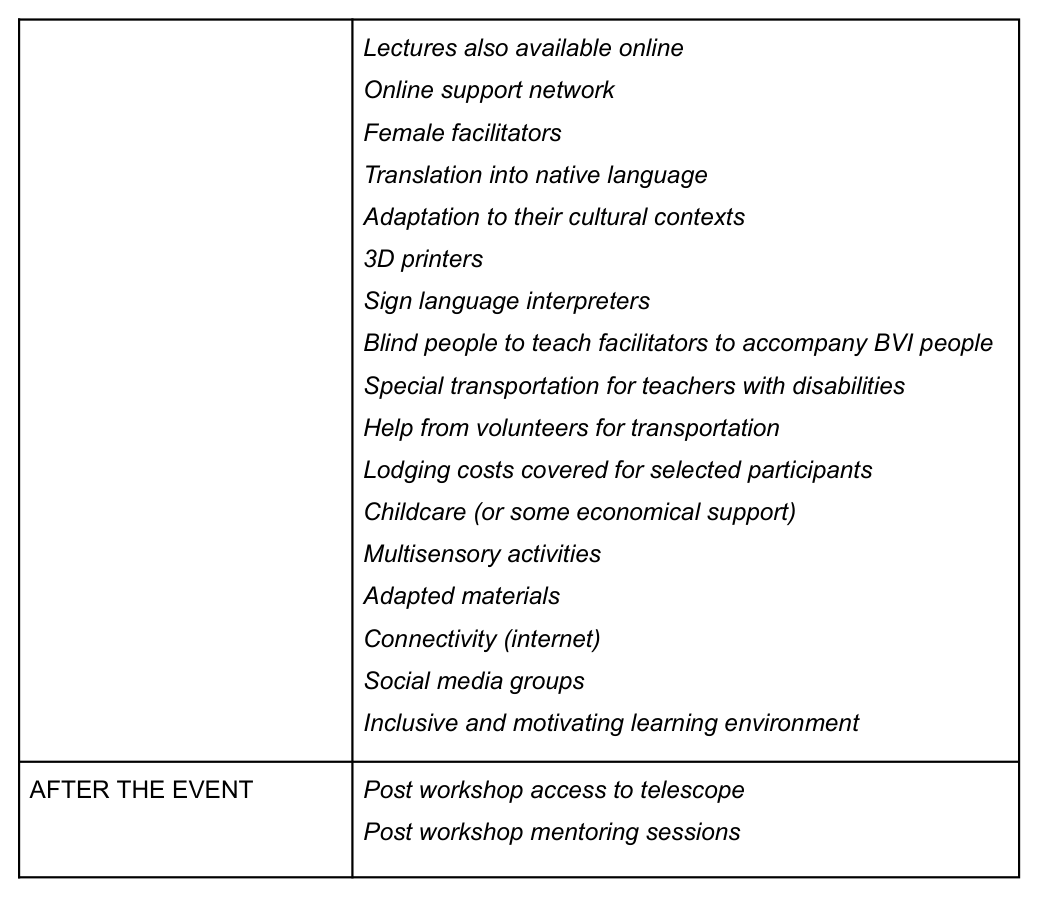 Lectures also available online
Online support network
Female facilitators
Translation into native language
Adaptation to their cultural contexts
3D printers
Sign language interpreters
Blind people to teach facilitators to accompany BVI people
Special transportation for teachers with disabilities
Help from volunteers for transportation
Lodging costs covered for selected participants
Childcare (or some economical support)
Multisensory activities
Adapted materials
Connectivity (internet)
Social media groups
Inclusive and motivating learning environment
AFTER THE EVENT
Post workshop access to telescope
Post workshop mentoring sessions